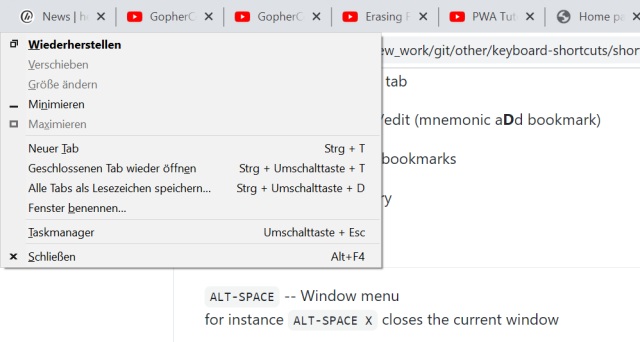 News | h
GopherC
GopherC
Erasing F
PWA Tut
Home pa
ew_work/git/other/keyboard-shortcuts/shor
Wiederherstellen
Verschieben
Größe ändern
Minimieren
Maximieren
Neuer Tab Strg + T
Geschlossenen Tab wieder öffnen Strg + Umschalttaste + T
Alle Tabs als Lesezeichen speichern... Strg + Umschalttaste + D
Fenster benennen...
Taskmanager Umschalttaste + Esc
Schließen Alt+F4
tab
/edit (mnemonic aDd bookmark)
bookmarks
ry
ALT-SPACE -- Window menu
for instance ALT-SPACE X closes the current window